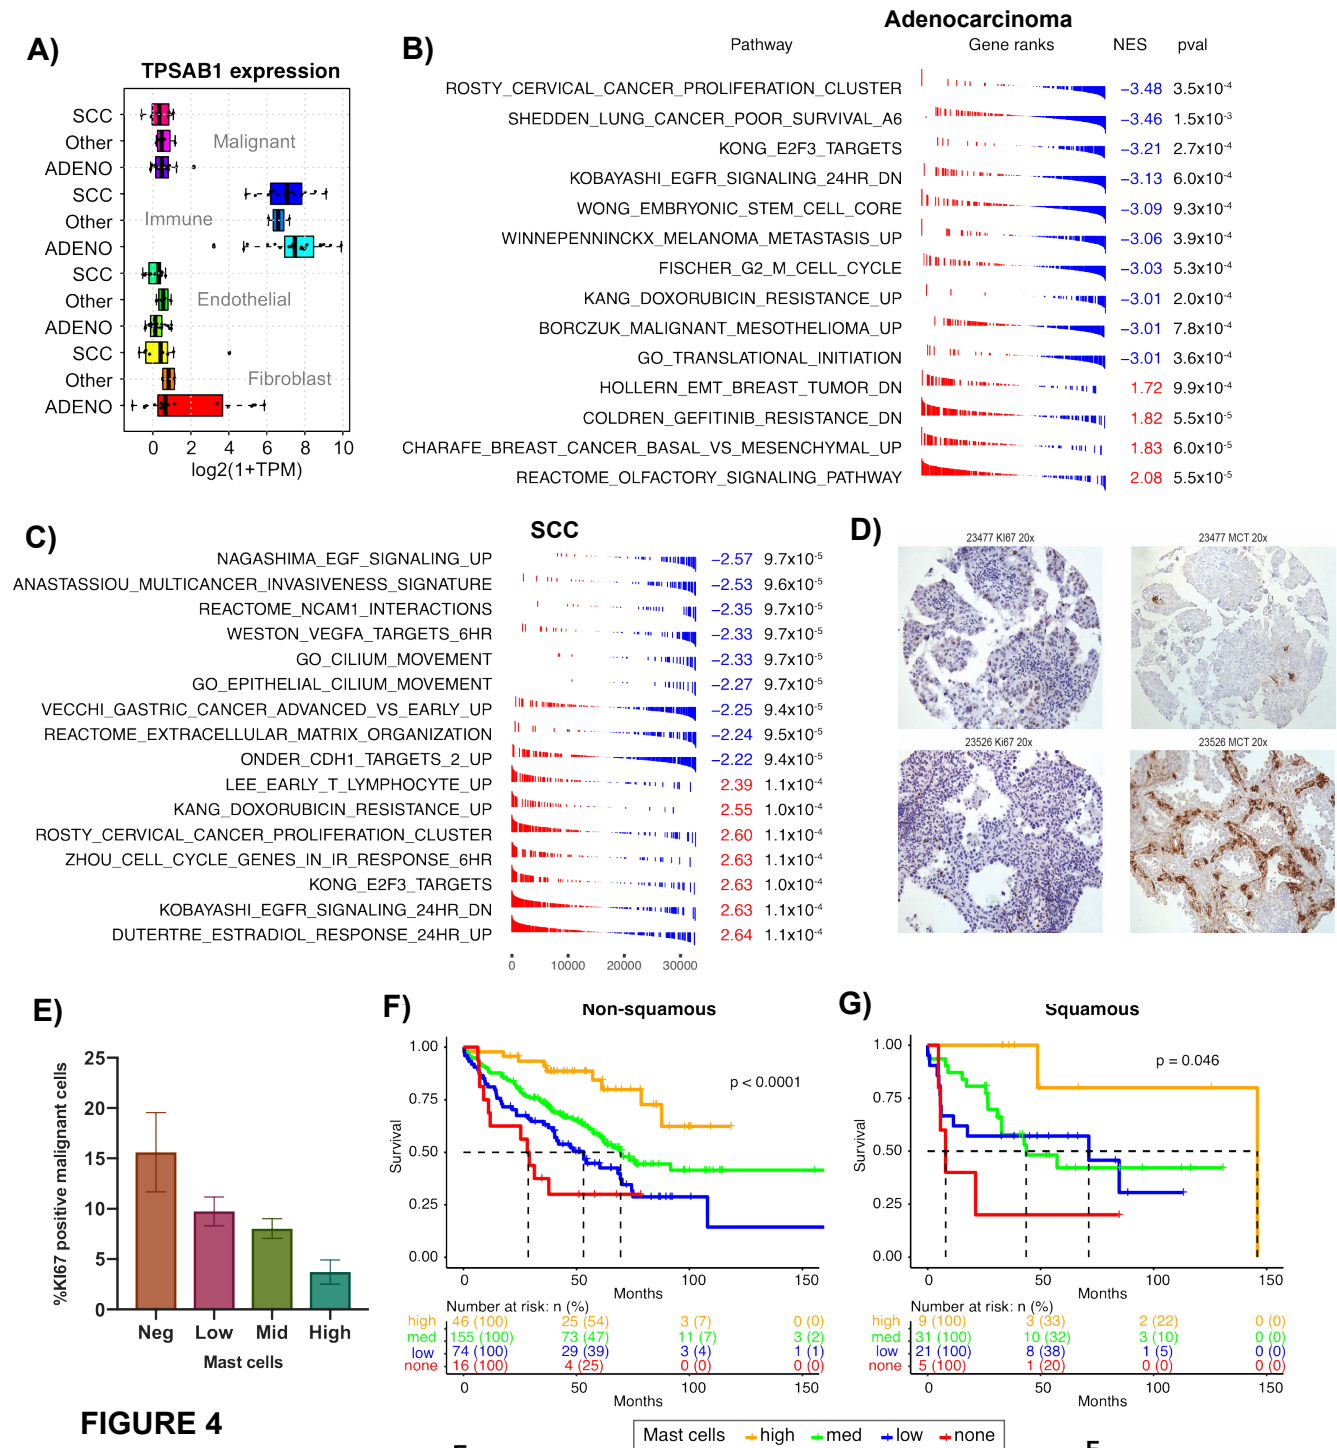 A)
TPSAB1 expression
SCC
Other
Malignant
ADENO
SCC
Other
Immune
ADENO
SCC
Other
Endothelial
ADENO
SCC
Other
Fibroblast
ADENO
0 2 4 6 8 10
log2(1+TPM)
B)
Adenocarcinoma
Pathway Gene ranks NES pval
ROSTY_CERVICAL_CANCER_PROLIFERATION_CLUSTER −3.48 3.5x10-4
SHEDDEN_LUNG_CANCER_POOR_SURVIVAL_A6 −3.46 1.5x10-3
KONG_E2F3_TARGETS −3.21 2.7x10-4
KOBAYASHI_EGFR_SIGNALING_24HR_DN −3.13 6.0x10-4
WONG_EMBRYONIC_STEM_CELL_CORE −3.09 9.3x10-4
WINNEPENNINCKX_MELANOMA_METASTASIS_UP −3.06 3.9x10-4
FISCHER_G2_M_CELL_CYCLE −3.03 5.3x10-4
KANG_DOXORUBICIN_RESISTANCE_UP −3.01 2.0x10-4
BORCZUK_MALIGNANT_MESOTHELIOMA_UP −3.01 7.8x10-4
GO_TRANSLATIONAL_INITIATION −3.01 3.6x10-4
HOLLERN_EMT_BREAST_TUMOR_DN 1.72 9.9x10-4
COLDREN_GEFITINIB_RESISTANCE_DN 1.82 5.5x10-5
CHARAFE_BREAST_CANCER_BASAL_VS_MESENCHYMAL_UP 1.83 6.0x10-5
REACTOME_OLFACTORY_SIGNALING_PATHWAY 2.08 5.5x10-5
C)
SCC
NAGASHIMA_EGF_SIGNALING_UP −2.57 9.7x10-5
ANASTASSIOU_MULTICANCER_INVASIVENESS_SIGNATURE −2.53 9.6x10-5
REACTOME_NCAM1_INTERACTIONS −2.35 9.7x10-5
WESTON_VEGFA_TARGETS_6HR −2.33 9.7x10-5
GO_CILIUM_MOVEMENT −2.33 9.7x10-5
GO_EPITHELIAL_CILIUM_MOVEMENT −2.27 9.7x10-5
VECCHI_GASTRIC_CANCER_ADVANCED_VS_EARLY_UP −2.25 9.4x10-5
REACTOME_EXTRACELLULAR_MATRIX_ORGANIZATION −2.24 9.5x10-5
ONDER_CDH1_TARGETS_2_UP −2.22 9.4x10-5
LEE_EARLY_T_LYMPHOCYTE_UP 2.39 1.1x10-4
KANG_DOXORUBICIN_RESISTANCE_UP 2.55 1.0x10-4
ROSTY_CERVICAL_CANCER_PROLIFERATION_CLUSTER 2.60 1.1x10-4
ZHOU_CELL_CYCLE_GENES_IN_IR_RESPONSE_6HR 2.63 1.1x10-4
KONG_E2F3_TARGETS 2.63 1.0x10-4
KOBAYASHI_EGFR_SIGNALING_24HR_DN 2.63 1.1x10-4
DUTERTRE_ESTRADIOL_RESPONSE_24HR_UP 2.64 1.1x10-4
0 10000 20000 30000
D)
23477 KI67 20x
23477 MCT 20x
23526 Ki67 20x
23526 MCT 20x
E)
%KI67 positive malignant cells
25
20
15
10
5
0
Neg Low Mid High
Mast cells
F)
Non-squamous
Survival
1.00
0.75
0.50
0.25
0.00
p < 0.0001
0 50 100 150
Months
Number at risk: n (%)
high 46 (100) 25 (54) 3 (7) 0 (0)
med 155 (100) 73 (47) 11 (7) 3 (2)
low 74 (100) 29 (39) 3 (4) 1 (1)
none 16 (100) 4 (25) 0 (0) 0 (0)
0 50 100 150
Months
G)
Squamous
Survival
1.00
0.75
0.50
0.25
0.00
p = 0.046
0 50 100 150
Months
Number at risk: n (%)
high 9 (100) 3 (33) 2 (22) 0 (0)
med 31 (100) 10 (32) 3 (10) 0 (0)
low 21 (100) 8 (38) 1 (5) 0 (0)
none 5 (100) 1 (20) 0 (0) 0 (0)
0 50 100 150
Months
FIGURE 4
Mast cells high med low none